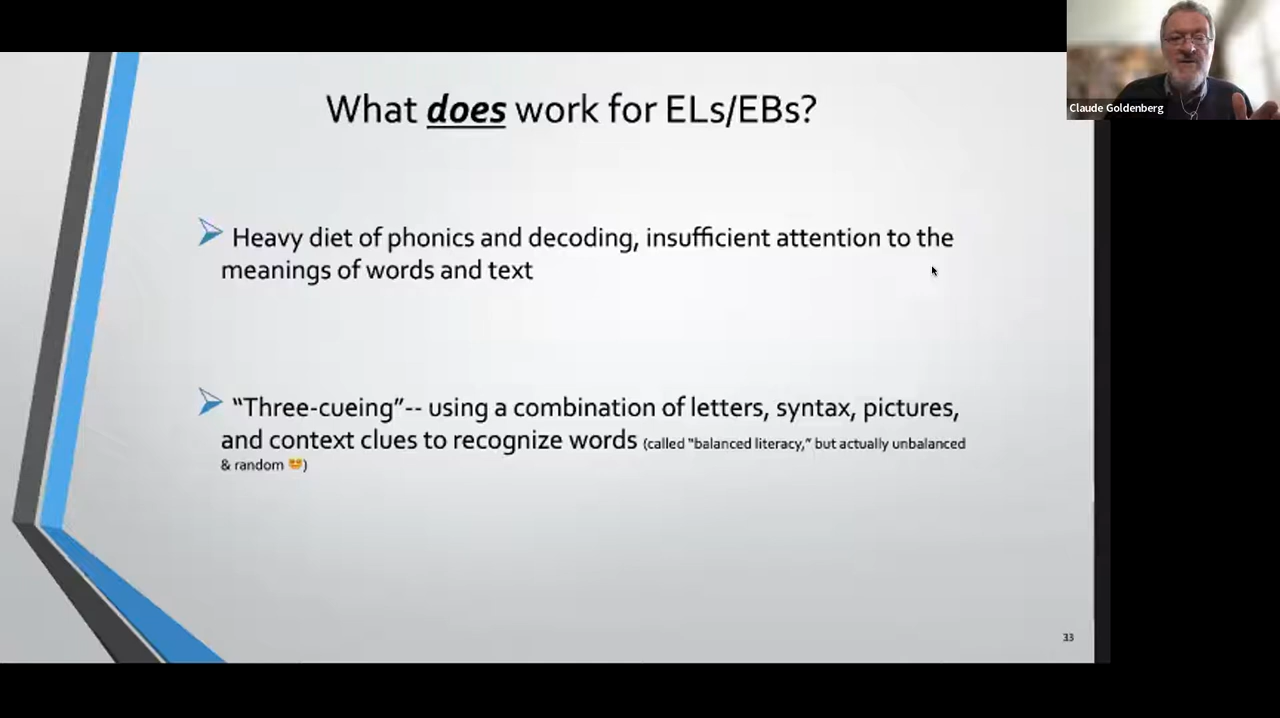 Claude Goldenberg
What does work for ELs/EBs?
Heavy diet of phonics and decoding, insufficient attention to the
meanings of words and text
“Three-cueing”-- using a combination of letters, syntax, pictures,
and context clues to recognize words (called “balanced literacy,” but actually unbalanced
& random 😍)
33